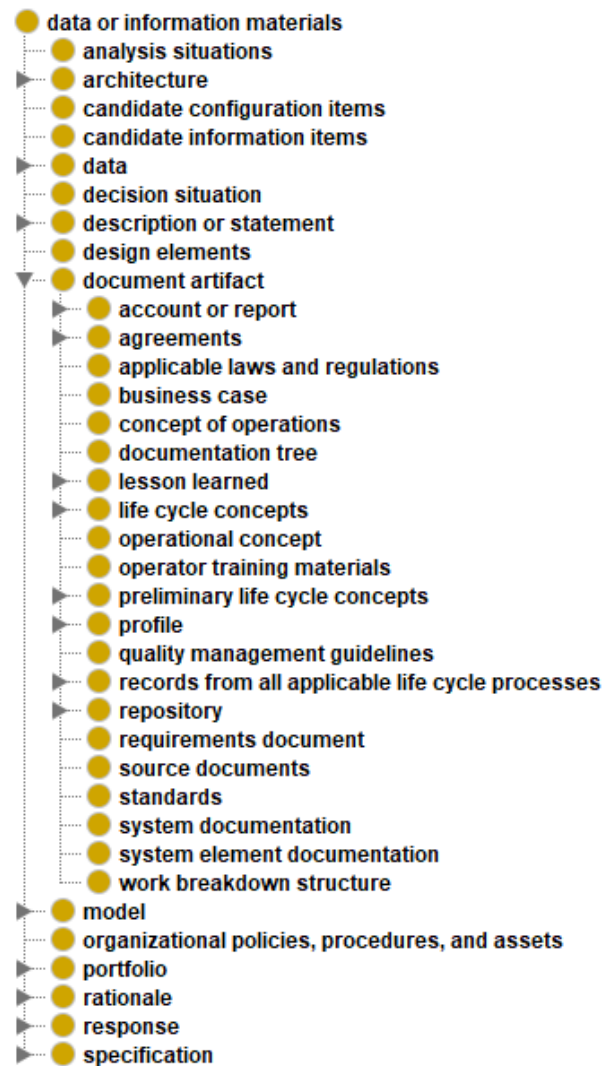 data or information materials
analysis situations
architecture
candidate configuration items
candidate information items
data
decision situation
description or statement
design elements
document artifact
account or report
agreements
applicable laws and regulations
business case
concept of operations
documentation tree
lesson learned
life cycle concepts
operational concept
operator training materials
preliminary life cycle concepts
profile
quality management guidelines
records from all applicable life cycle processes
repository
requirements document
source documents
standards
system documentation
system element documentation
work breakdown structure
model
organizational policies, procedures, and assets
portfolio
rationale
response
specification